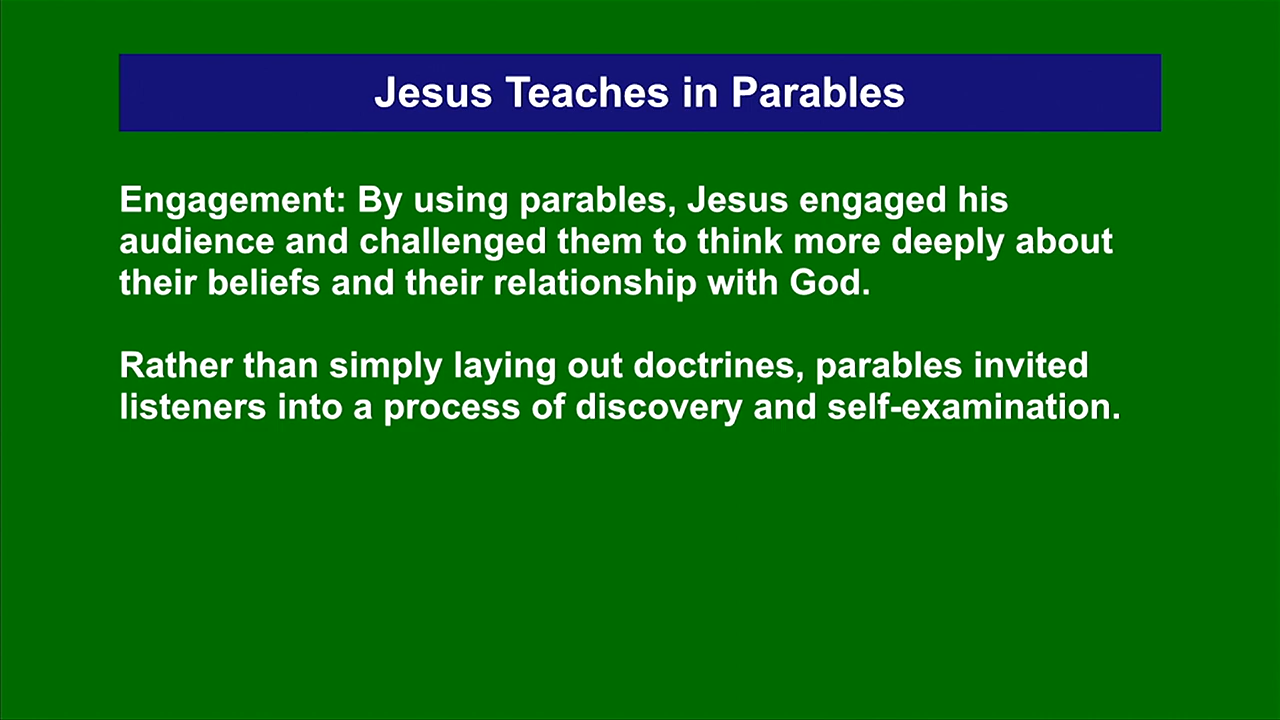 Jesus Teaches in Parables
Engagement: By using parables, Jesus engaged his
audience and challenged them to think more deeply about
their beliefs and their relationship with God.
Rather than simply laying out doctrines, parables invited
listeners into a process of discovery and self-examination.